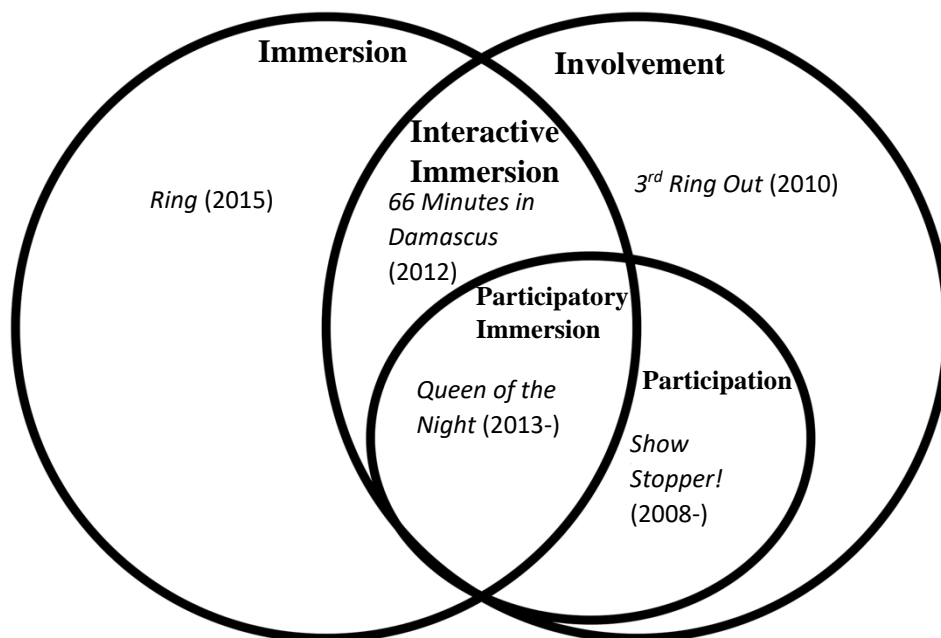 Immersion
Involvement
Interactive
Immersion
Ring (2015)
66 Minutes in
Damascus
(2012)
3rd Ring Out (2010)
Participatory
Immersion
Queen of the
Night (2013-)
Participation
Show
Stopper!
(2008-)